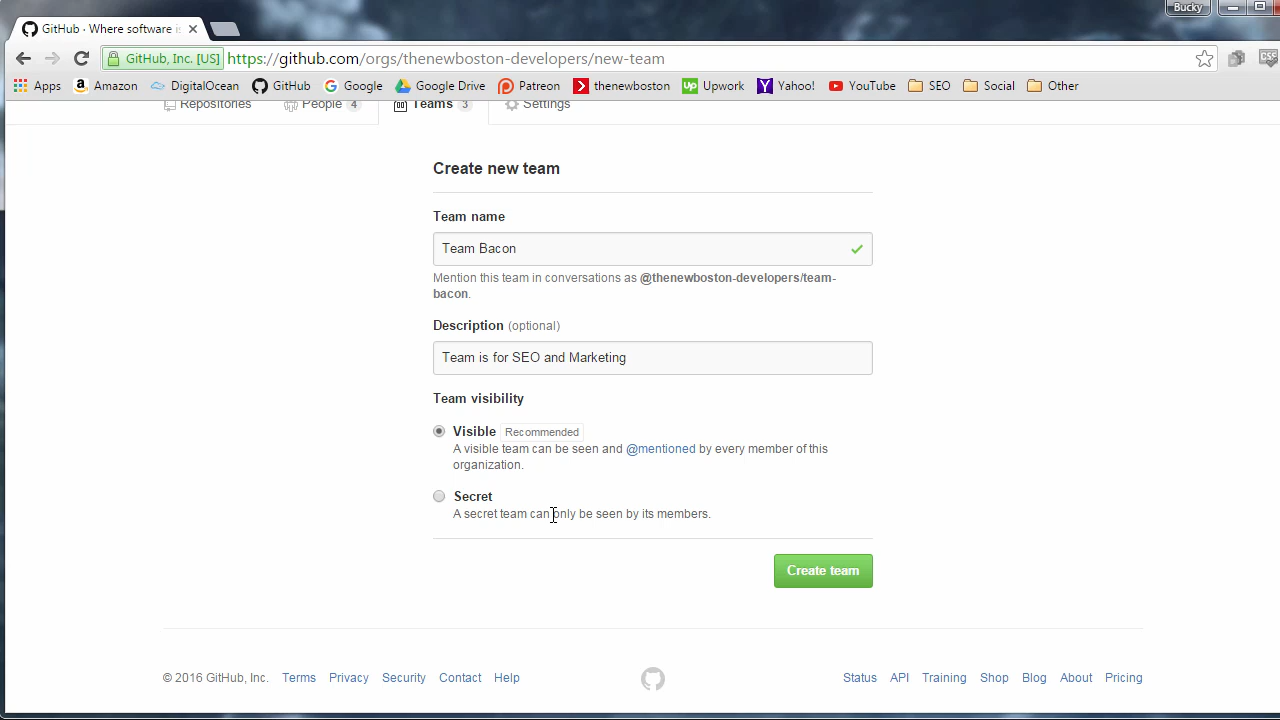 Bucky
GitHub · Where software is
GitHub, Inc. [US] https://github.com/orgs/thenewboston-developers/new-team
Apps Amazon DigitalOcean GitHub Google Google Drive Patreon thenewboston Upwork Yahoo! YouTube SEO Social Other
Repositories People 4 Teams 3 Settings
Create new team
Team name
Team Bacon
Mention this team in conversations as @thenewboston-developers/team-
bacon.
Description (optional)
Team is for SEO and Marketing
Team visibility
Visible Recommended
A visible team can be seen and @mentioned by every member of this
organization.
Secret
A secret team can only be seen by its members.
Create team
© 2016 GitHub, Inc. Terms Privacy Security Contact Help Status API Training Shop Blog About Pricing